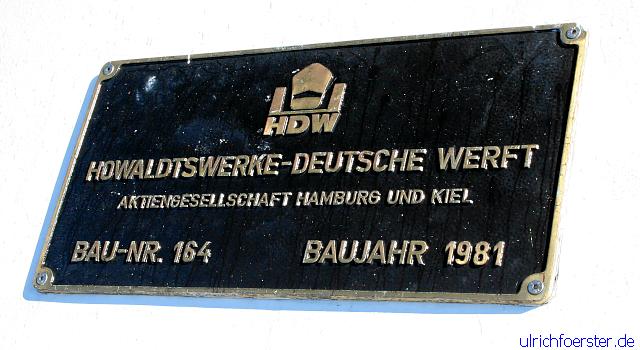 HDW
HOWALDTSWERKE-DEUTSCHE WERFT
AKTIENGESELLSCHAFT HAMBURG UND KIEL
BAU-NR. 164 BAUJAHR 1981
ulrichfoerster.de